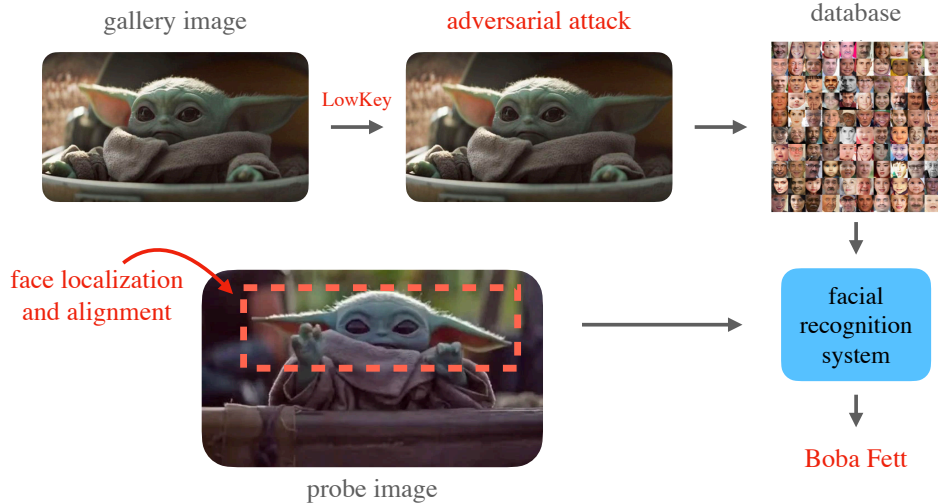 gallery image
adversarial attack
database
LowKey
face localization
and alignment
facial
recognition
system
Boba Fett
probe image